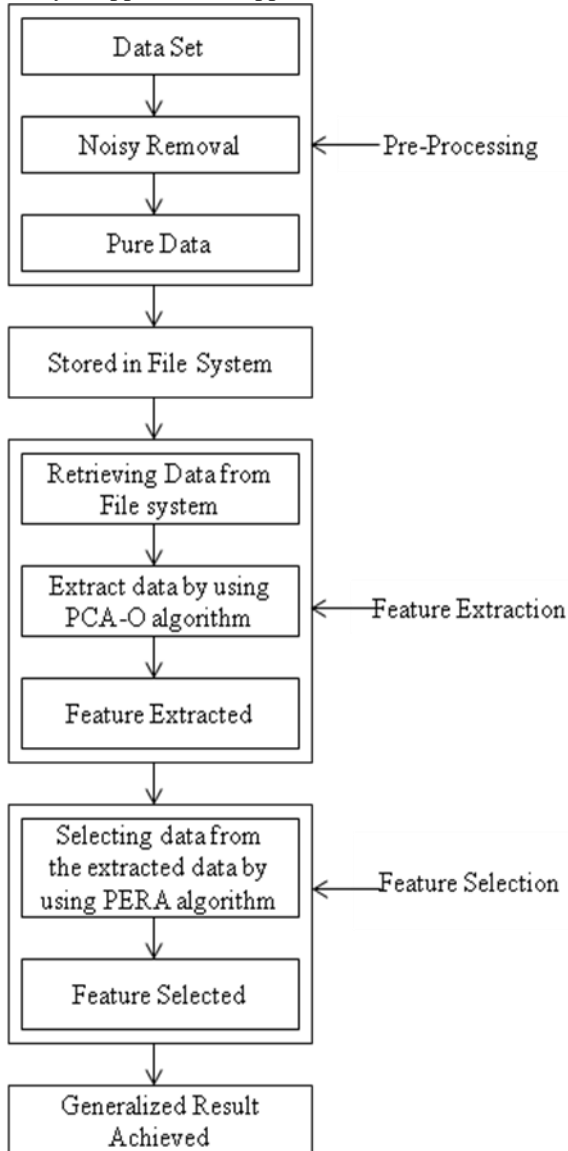 Data Set
Noisy Removal
Pre-Processing
Pure Data
Stored in File System
Retrieving Data from
File system
Extract data by using
PCA-O algorithm
Feature Extraction
Feature Extracted
Selecting data from
the extracted data by
using PERA algorithm
Feature Selection
Feature Selected
Generalized Result
Achieved